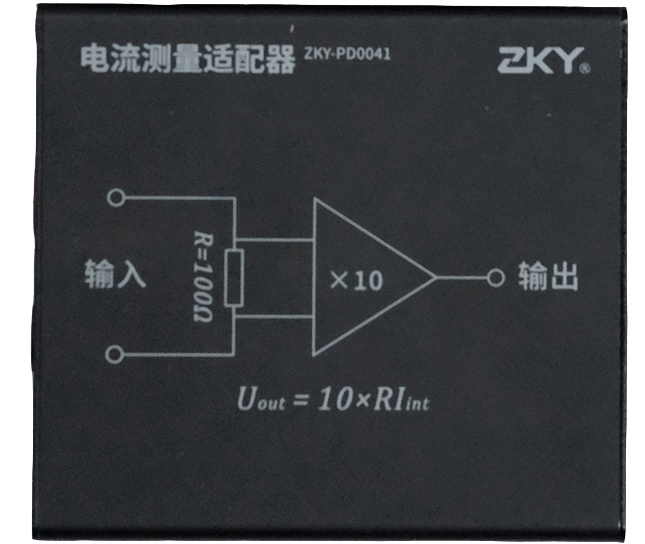 电流测量适配器 ZKY-PD0041
ZKY®
输入
R=100Ω
×10
输出
Uout = 10×RIint